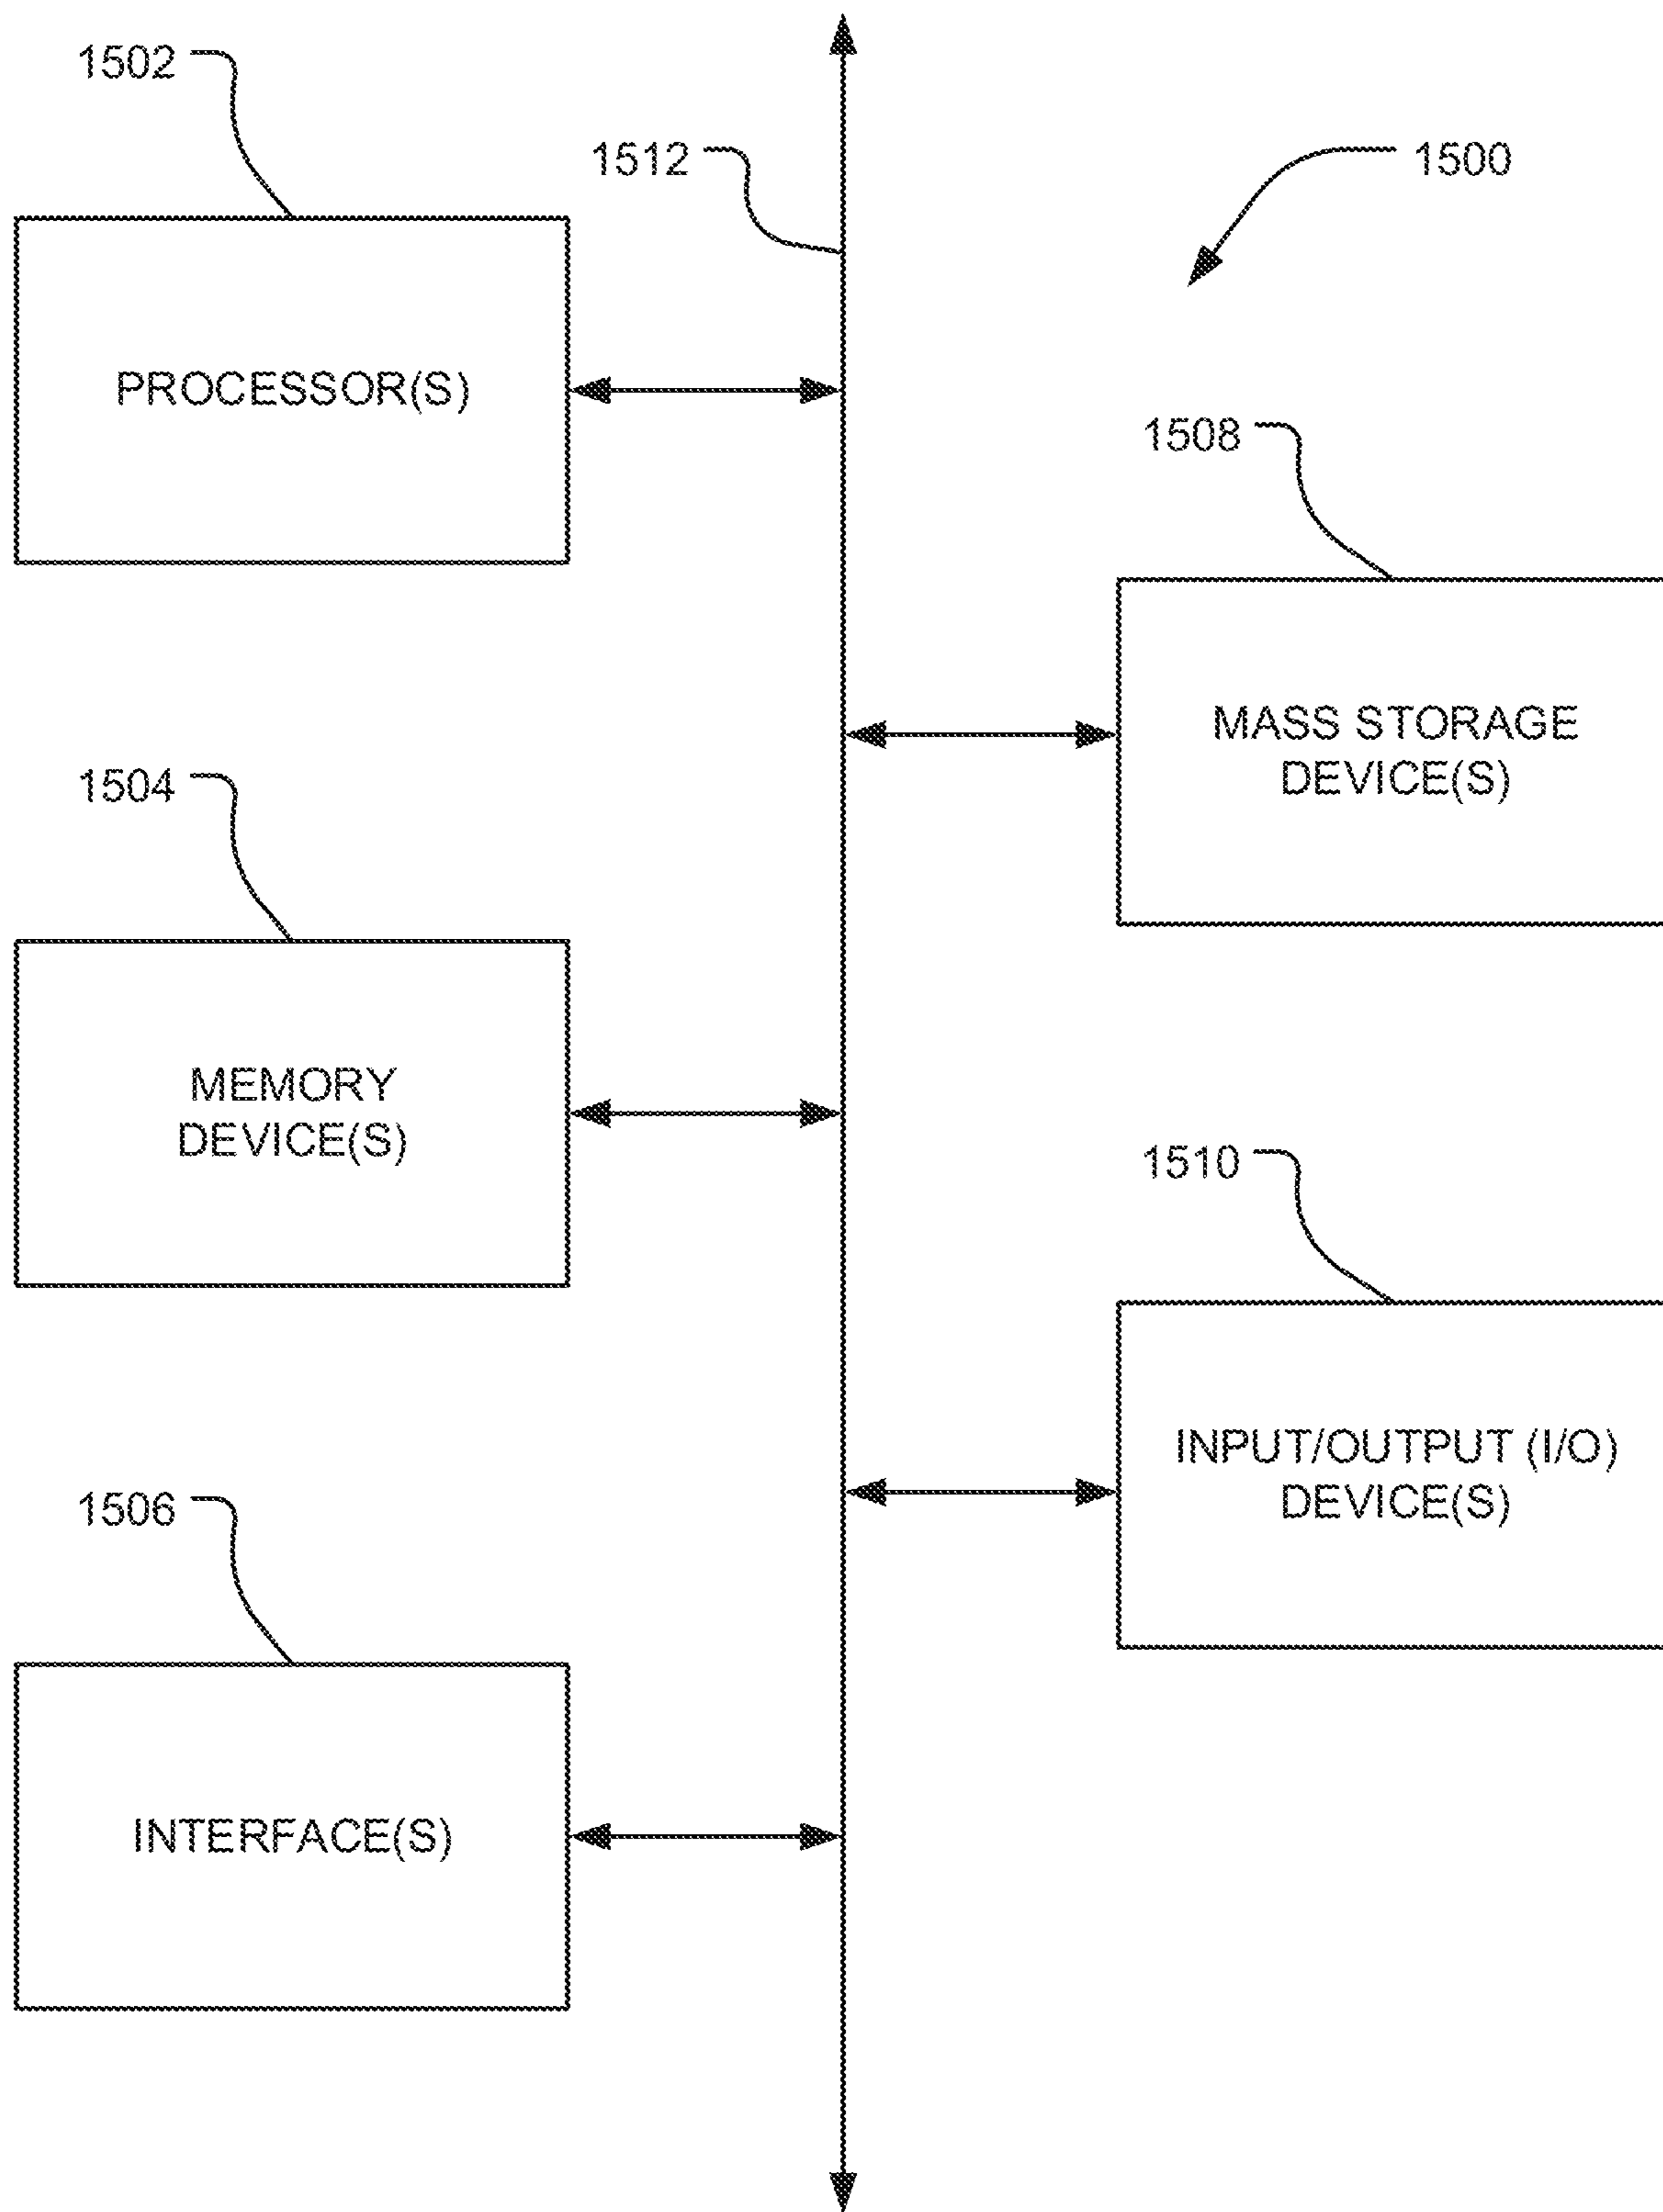 1502
1512
1500
PROCESSOR(S)
1508
MASS STORAGE
DEVICE(S)
1504
MEMORY
DEVICE(S)
1510
INPUT/OUTPUT (I/O)
DEVICE(S)
1506
INTERFACE(S)